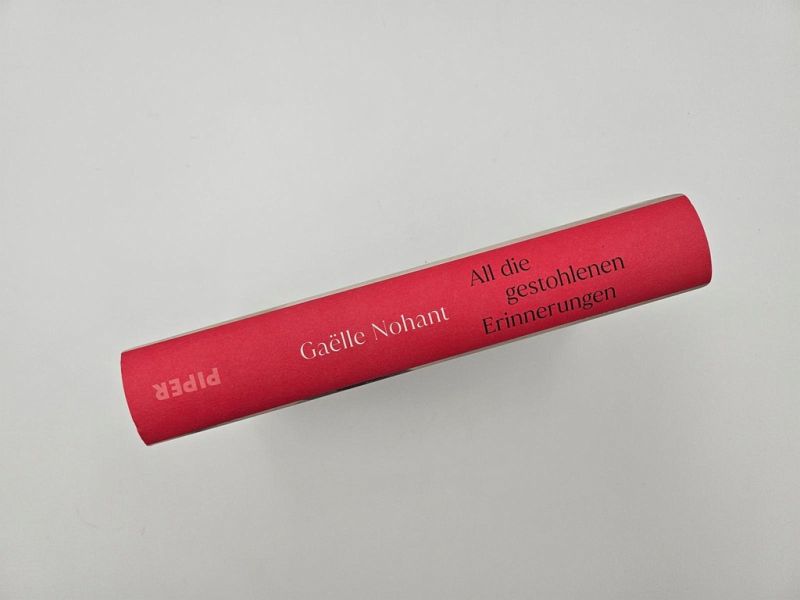 All die
gestohlenen
Erinnerungen
Gaëlle Nohant
PIPER